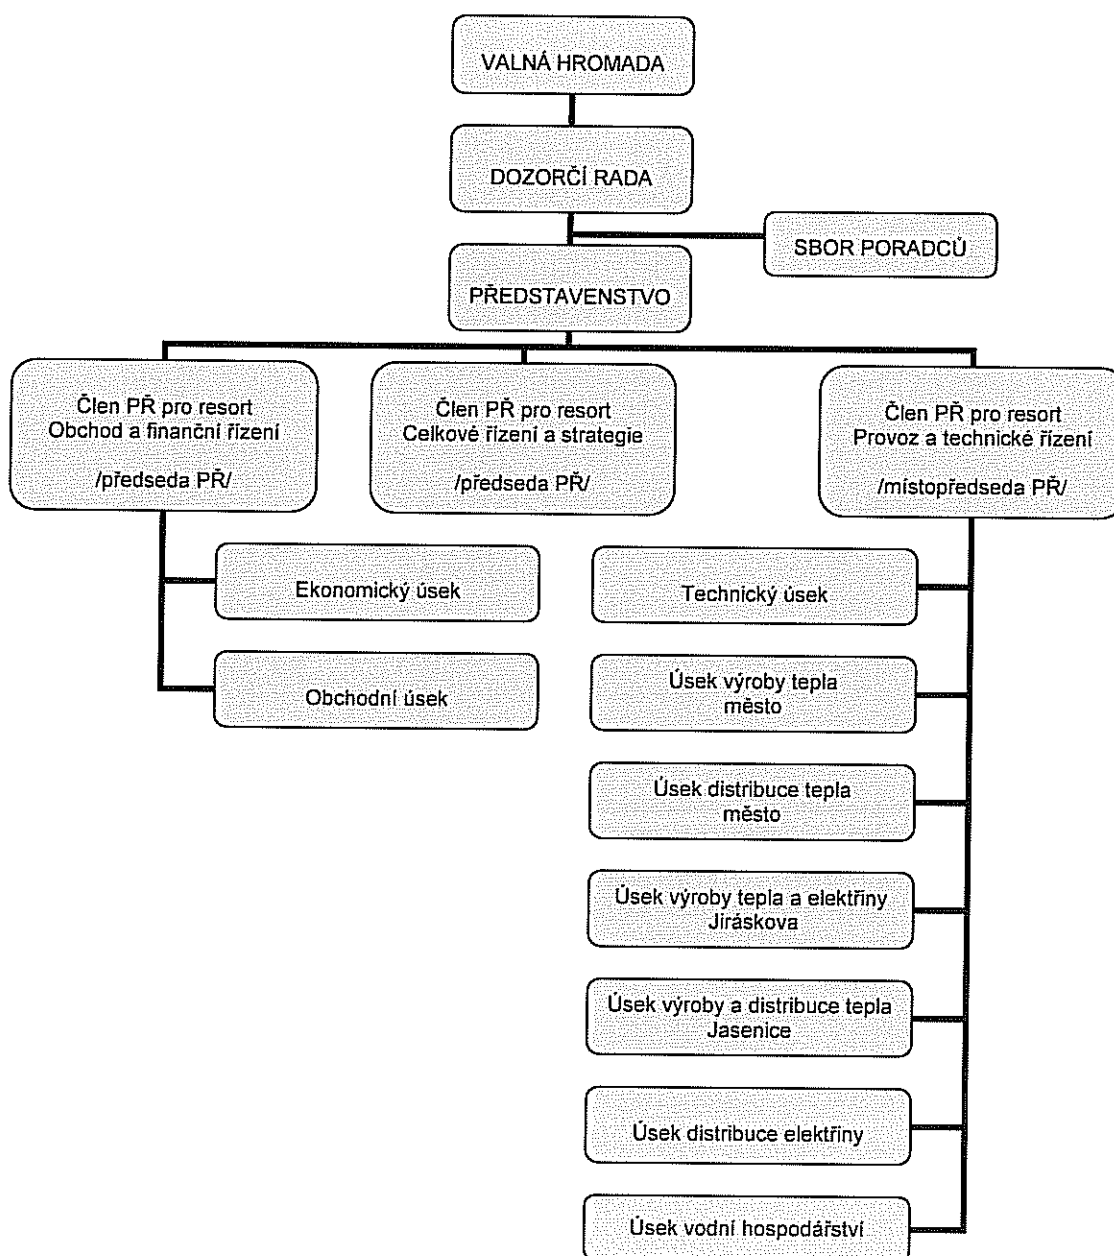 VALNÁ HROMADA
DOZORČÍ RADA
SBOR PORADCŮ
PŘEDSTAVENSTVO
Člen PŘ pro resort
Obchod a finanční řízení
/předseda PŘ/
Člen PŘ pro resort
Celkové řízení a strategie
/předseda PŘ/
Člen PŘ pro resort
Provoz a technické řízení
/místopředseda PŘ/
Ekonomický úsek
Obchodní úsek
Technický úsek
Úsek výroby tepla
město
Úsek distribuce tepla
město
Úsek výroby tepla a elektřiny
Jiráskova
Úsek výroby a distribuce tepla
Jasenice
Úsek distribuce elektřiny
Úsek vodní hospodářství